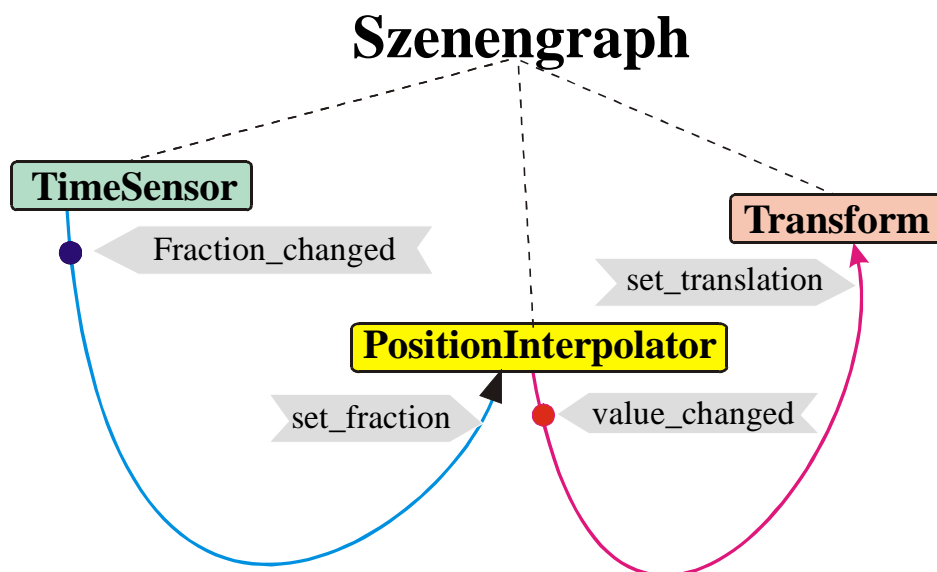 Szenengraph
TimeSensor
Transform
Fraction_changed
set_translation
PositionInterpolator
set_fraction
value_changed